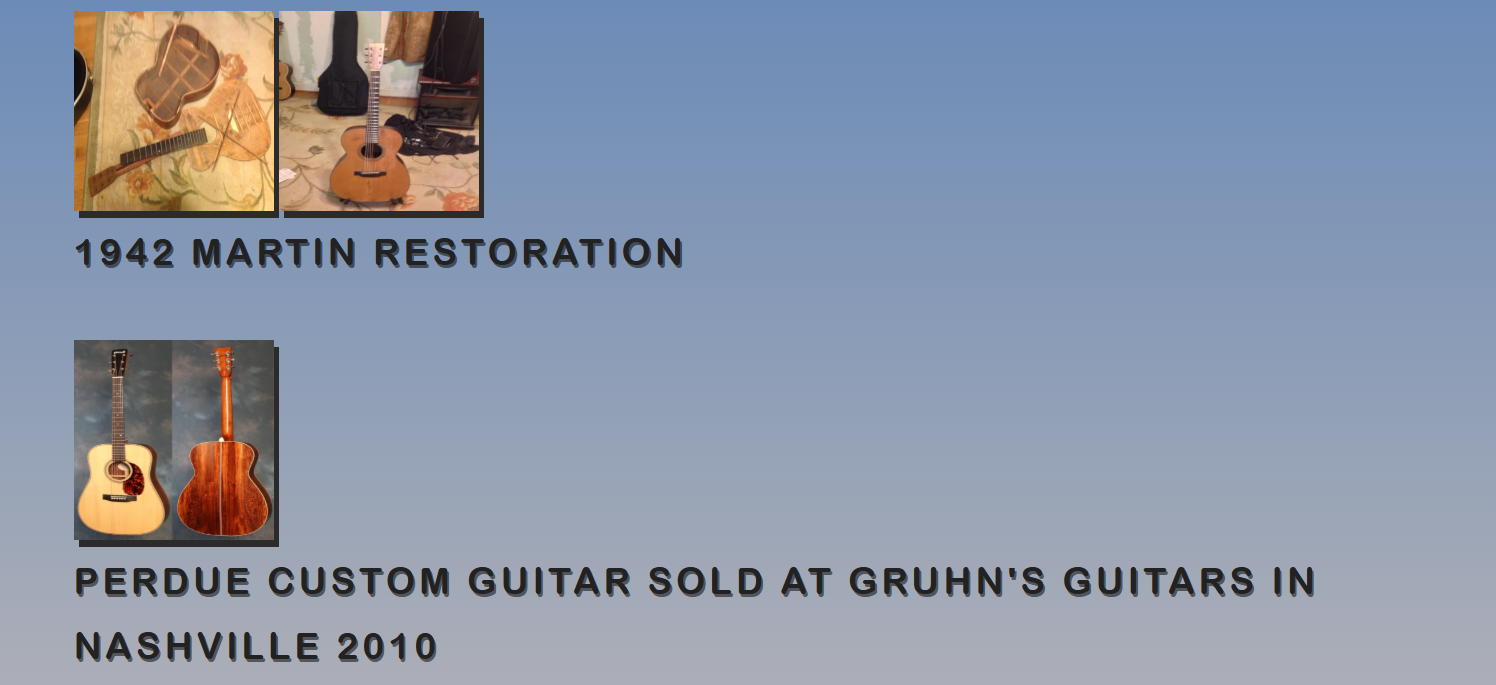 1942 MARTIN RESTORATION
PERDUE CUSTOM GUITAR SOLD AT GRUHN'S GUITARS IN
NASHVILLE 2010